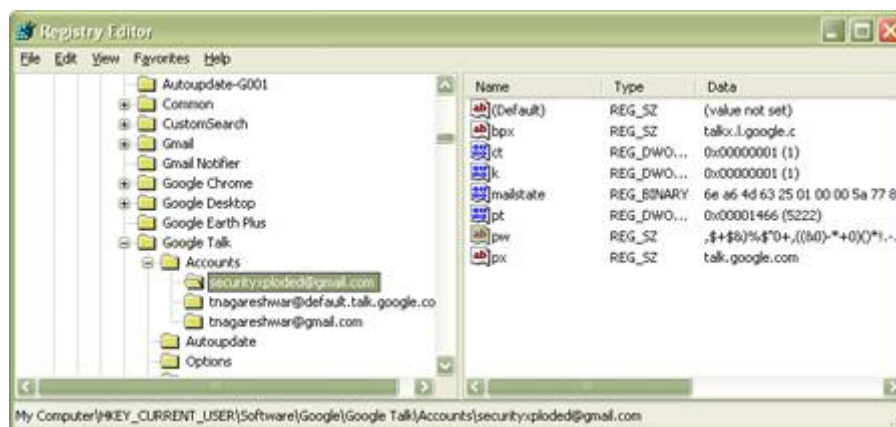 Registry Editor
File Edit View Favorites Help
Autoupdate-G001
Common
CustomSearch
Gmail
Gmail Notifier
Google Chrome
Google Desktop
Google Earth Plus
Google Talk
Accounts
securityxploded@gmail.com
tnagareshwar@default.talk.google.co
tnagareshwar@gmail.com
Autoupdate
Options
Name Type Data
(Default) REG_SZ (value not set)
bpx REG_SZ talkx.l.google.c
ct REG_DWO... 0x00000001 (1)
k REG_DWO... 0x00000001 (1)
mailstate REG_BINARY 6e a6 4d 63 25 01 00 00 5a 77 8
pt REG_DWO... 0x00001466 (5222)
pw REG_SZ
px REG_SZ talk.google.com
My Computer\HKEY_CURRENT_USER\Software\Google\Google Talk\Accounts\securityxploded@gmail.com